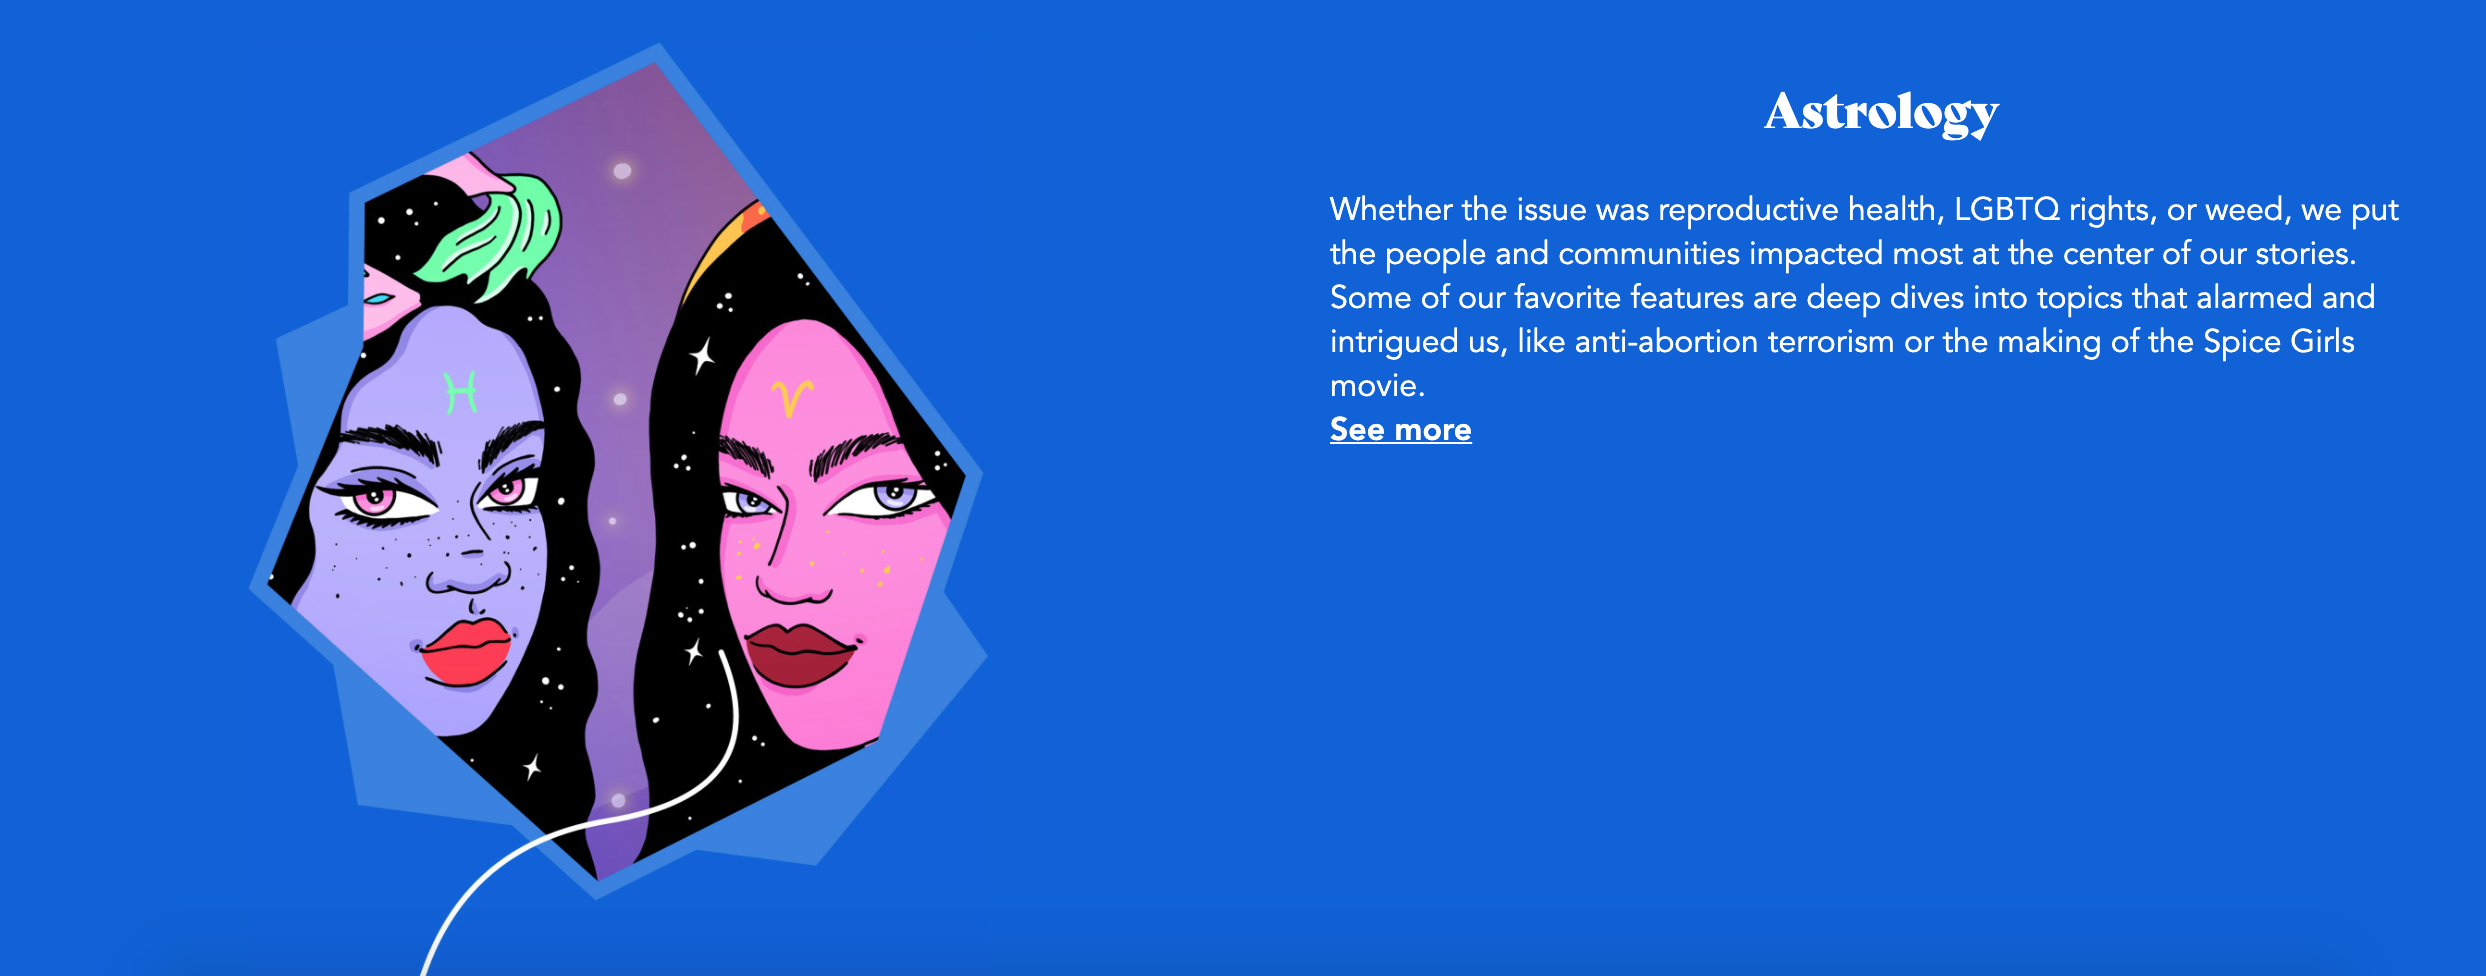 Astrology
Whether the issue was reproductive health, LGBTQ rights, or weed, we put
the people and communities impacted most at the center of our stories.
Some of our favorite features are deep dives into topics that alarmed and
intrigued us, like anti-abortion terrorism or the making of the Spice Girls
movie.
See more